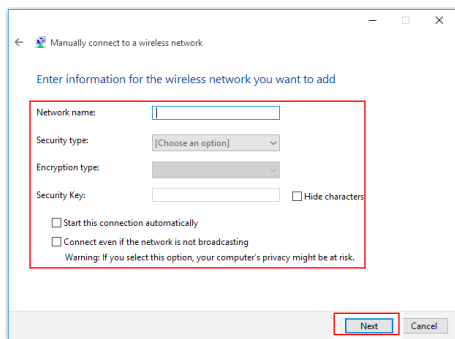 Manually connect to a wireless network
Enter information for the wireless network you want to add
Network name:
Security type: [Choose an option]
Encryption type:
Security Key: Hide characters
Start this connection automatically
Connect even if the network is not broadcasting
Warning: If you select this option, your computer's privacy might be at risk.
Next Cancel